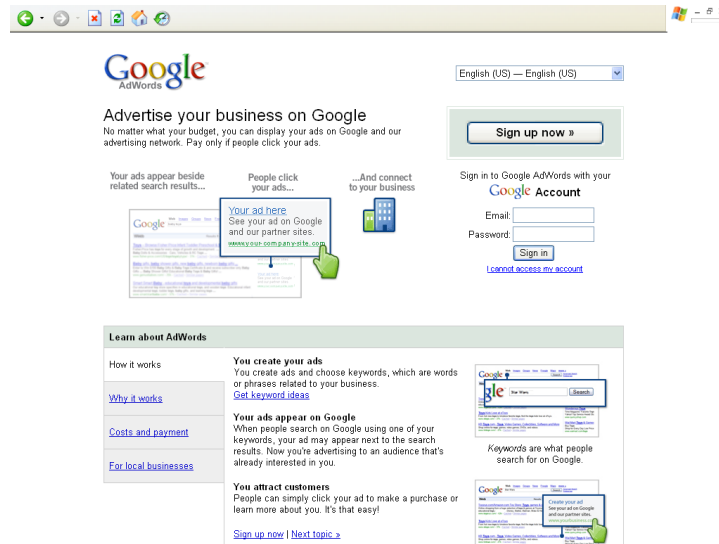 Google
AdWords
English (US) — English (US)
Advertise your business on Google
No matter what your budget, you can display your ads on Google and our
advertising network. Pay only if people click your ads.
Sign up now »
Your ads appear beside
related search results...
People click
your ads...
...And connect
to your business
Google
Your ad here
See your ad on Google
and our partner sites.
www.your-company-site.com
Sign in to Google AdWords with your
Google Account
Email:
Password:
Sign in
I cannot access my account
Learn about AdWords
How it works
Why it works
Costs and payment
For local businesses
You create your ads
You create ads and choose keywords, which are words
or phrases related to your business.
Get keyword ideas
Your ads appear on Google
When people search on Google using one of your
keywords, your ad may appear next to the search
results. Now you're advertising to an audience that's
already interested in you.
You attract customers
People can simply click your ad to make a purchase or
learn more about you. It's that easy!
Sign up now | Next topic »
Google
gle
Star Wars
Search
Keywords are what people
search for on Google.
Google
Create your ad
See your ad on Google
and our partner sites.